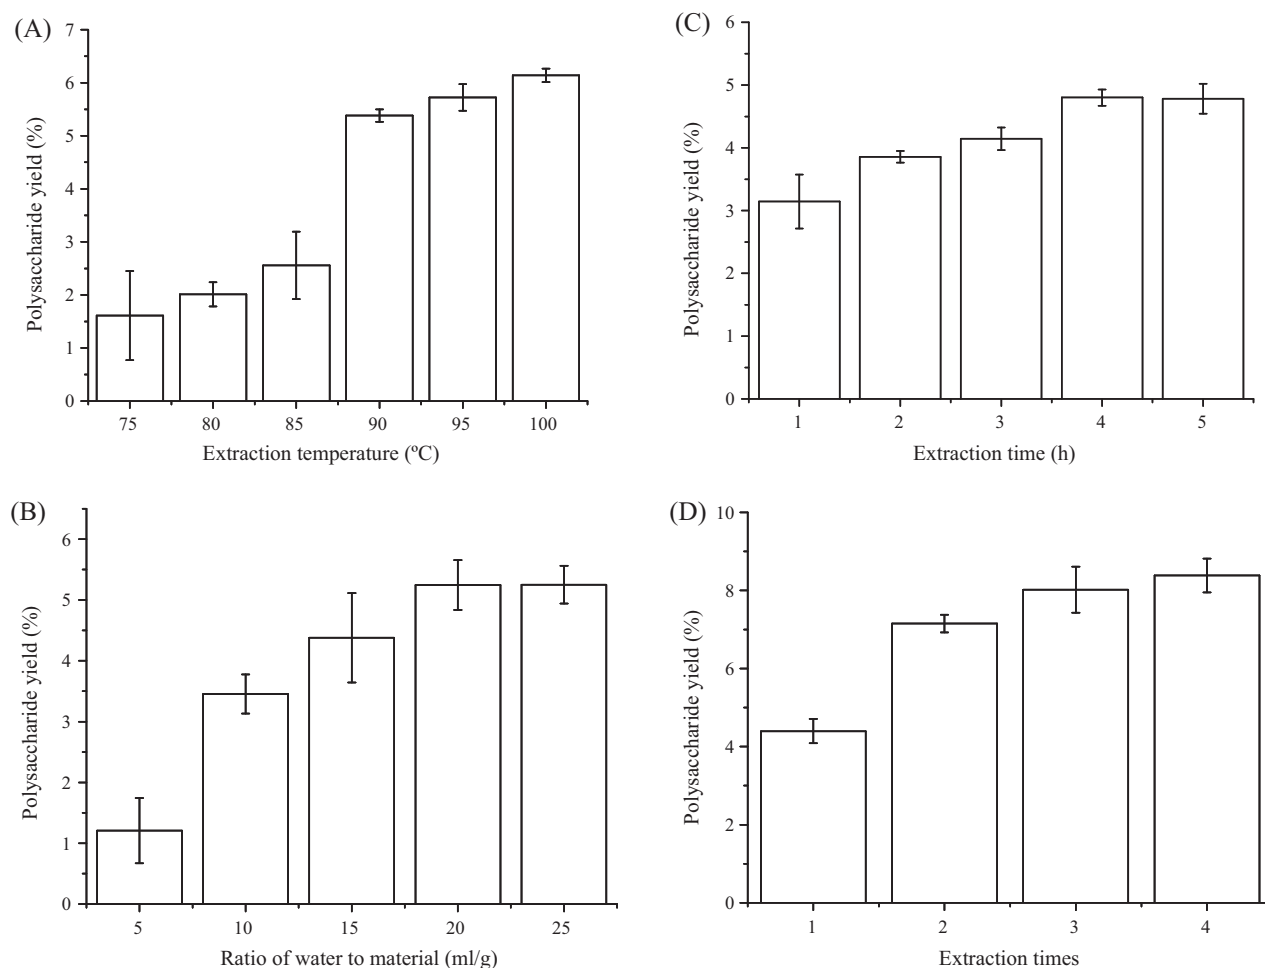 (A)
7
6
5
4
3
2
1
0
Polysaccharide yield (%)
75 80 85 90 95 100
Extraction temperature (ºC)
(B)
6
5
4
3
2
1
0
Polysaccharide yield (%)
5 10 15 20 25
Ratio of water to material (ml/g)
(C)
6
5
4
3
2
1
0
Polysaccharide yield (%)
1 2 3 4 5
Extraction time (h)
(D)
10
8
6
4
2
0
Polysaccharide yield (%)
1 2 3 4
Extraction times